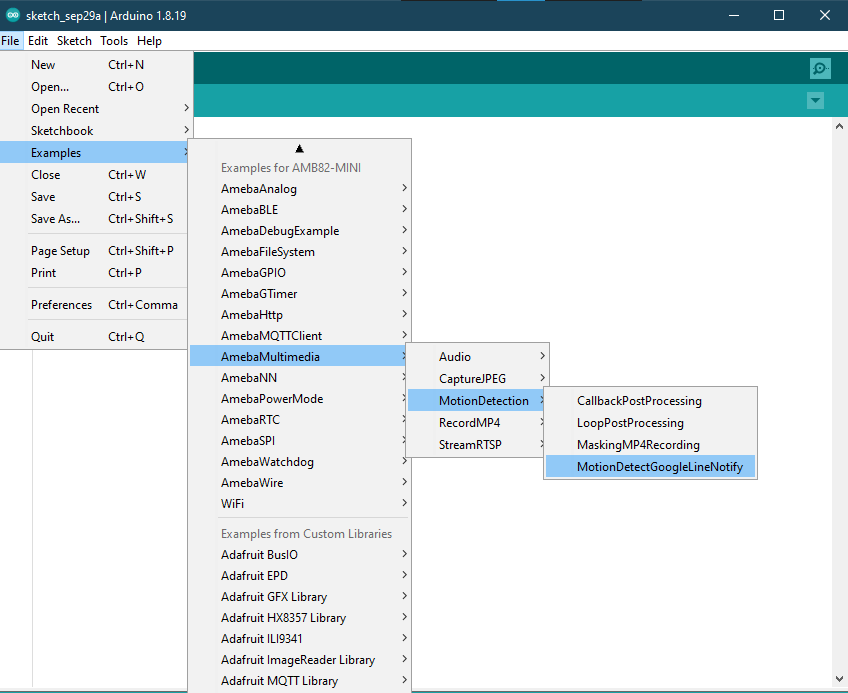 sketch_sep29a | Arduino 1.8.19
File Edit Sketch Tools Help
New Ctrl+N
Open... Ctrl+O
Open Recent
Sketchbook
Examples
Close Ctrl+W
Save Ctrl+S
Save As... Ctrl+Shift+S
Page Setup Ctrl+Shift+P
Print Ctrl+P
Preferences Ctrl+Comma
Quit Ctrl+Q
Examples for AMB82-MINI
AmebaAnalog
AmebaBLE
AmebaDebugExample
AmebaFileSystem
AmebaGPIO
AmebaGTimer
AmebaHttp
AmebaMQTTClient
AmebaMultimedia
AmebaNN
AmebaPowerMode
AmebaRTC
AmebaSPI
AmebaWatchdog
AmebaWire
WiFi
Examples from Custom Libraries
Adafruit BusIO
Adafruit EPD
Adafruit GFX Library
Adafruit HX8357 Library
Adafruit ILI9341
Adafruit ImageReader Library
Adafruit MQTT Library
Audio
CaptureJPEG
MotionDetection
RecordMP4
StreamRTSP
CallbackPostProcessing
LoopPostProcessing
MaskingMP4Recording
MotionDetectGoogleLineNotify